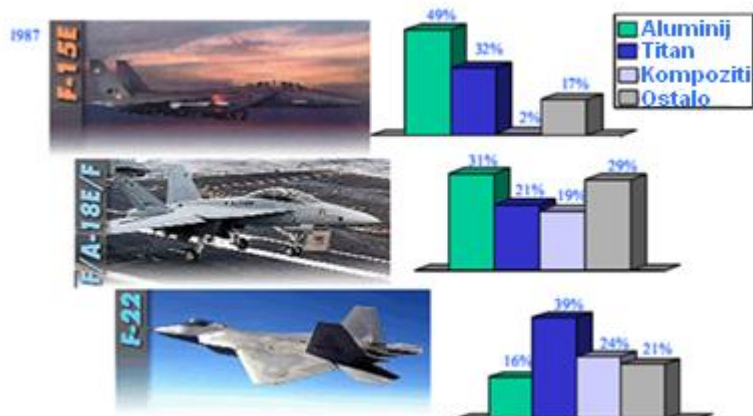 1987
F-15E
49%
32%
2%
17%
Aluminij
Titan
Kompoziti
Ostalo
F/A-18E/F
31%
21%
19%
29%
F-22
16%
39%
24%
21%